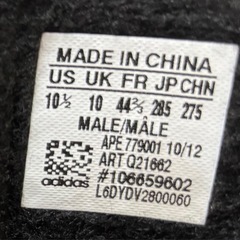 MADE IN CHINA
US UK FR JP CHN
10½ 10 44⅔ 285 275
MALE/MÂLE
APE 779001 10/12
ART Q21662
#106659602
adidas L6DYDV2800060